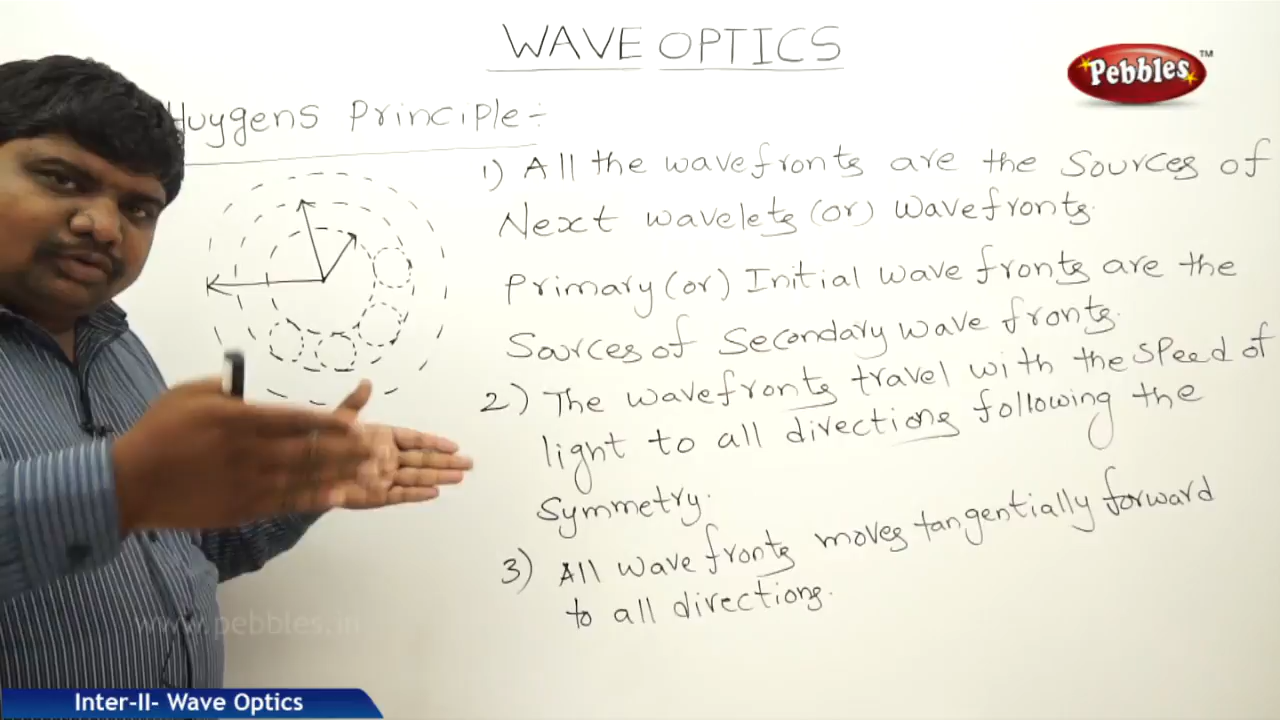 WAVE OPTICS
Pebbles™
Huygens Principle:-
1) All the wavefronts are the Sources of
Next wavelets (or) wavefronts.
Primary (or) Initial wave fronts are the
Sources of Secondary wave fronts.
2) The wavefronts travel with the speed of
light to all directions following the
Symmetry.
3) All wave fronts moves tangentially forward
to all directions.
www.pebbles.in
Inter-II- Wave Optics